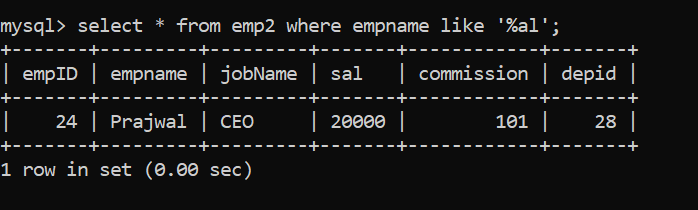 mysql> select * from emp2 where empname like '%al';
+-------+---------+---------+-------+------------+-------+
| empID | empname | jobName | sal   | commission | depid |
+-------+---------+---------+-------+------------+-------+
|    24 | Prajwal | CEO     | 20000 |        101 |    28 |
+-------+---------+---------+-------+------------+-------+
1 row in set (0.00 sec)